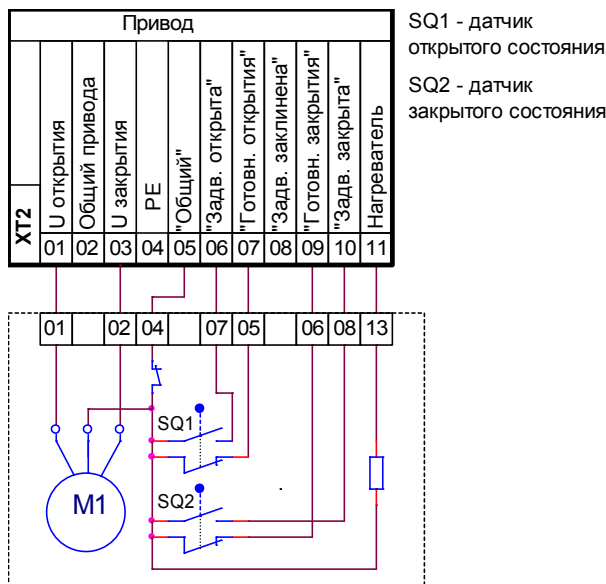 Привод
SQ1 - датчик
открытого состояния
SQ2 - датчик
закрытого состояния
XT2
U открытия
Общий привода
U закрытия
PE
"Общий"
"Задв. открыта"
"Готовн. открытия"
"Задв. заклинена"
"Готовн. закрытия"
"Задв. закрыта"
Нагреватель
01 02 03 04 05 06 07 08 09 10 11
01 02 04 07 05 06 08 13
SQ1
SQ2
M1